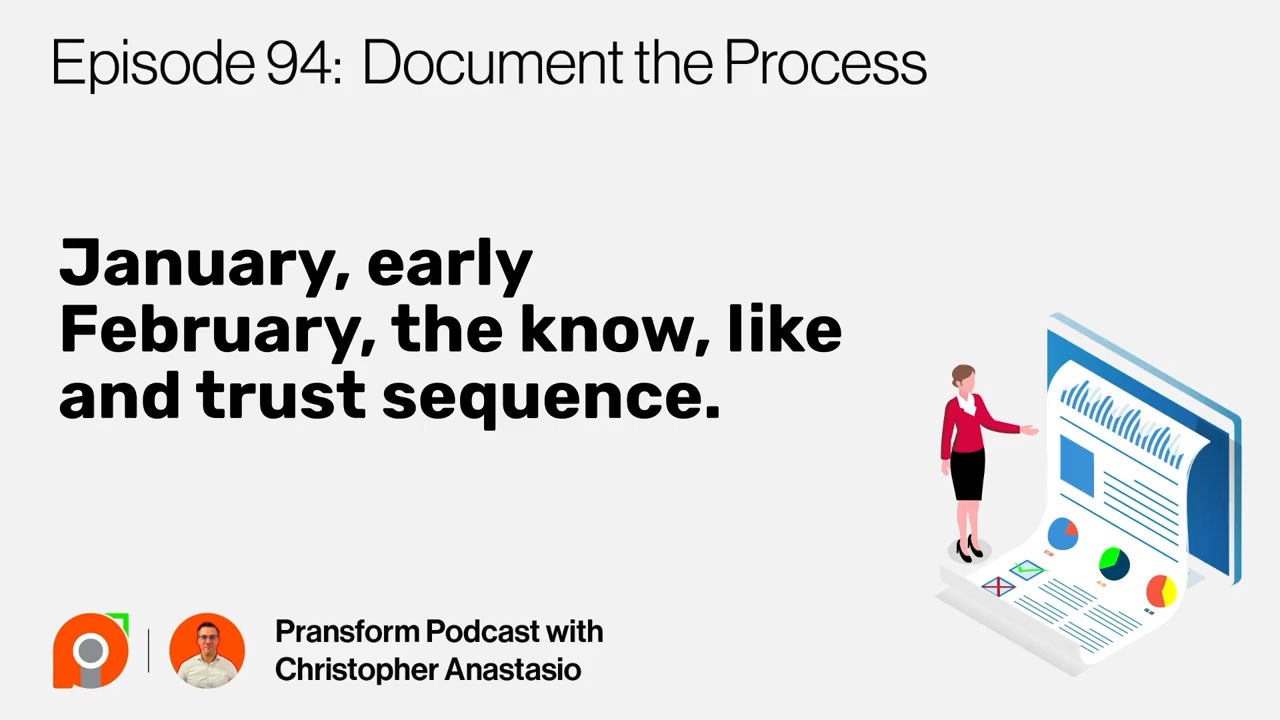 Episode 94: Document the Process
January, early
February, the know, like
and trust sequence.
Pransform Podcast with
Christopher Anastasio